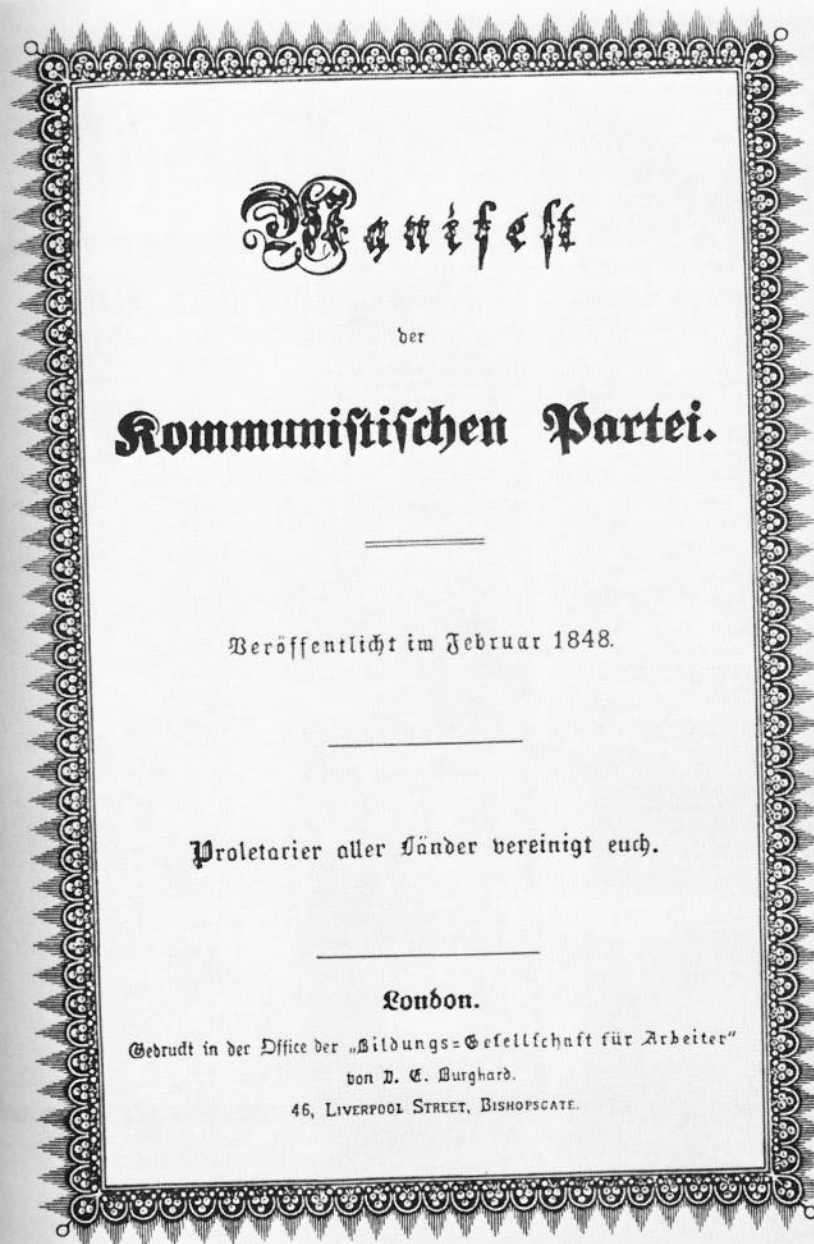 Manifest
der
Kommunistischen Partei.
Veröffentlicht im Februar 1848.
Proletarier aller Länder vereinigt euch.
London.
Gedruckt in der Office der „Bildungs=Gesellschaft für Arbeiter“
von J. E. Burghard.
46, LIVERPOOL STREET, BISHOPSGATE.